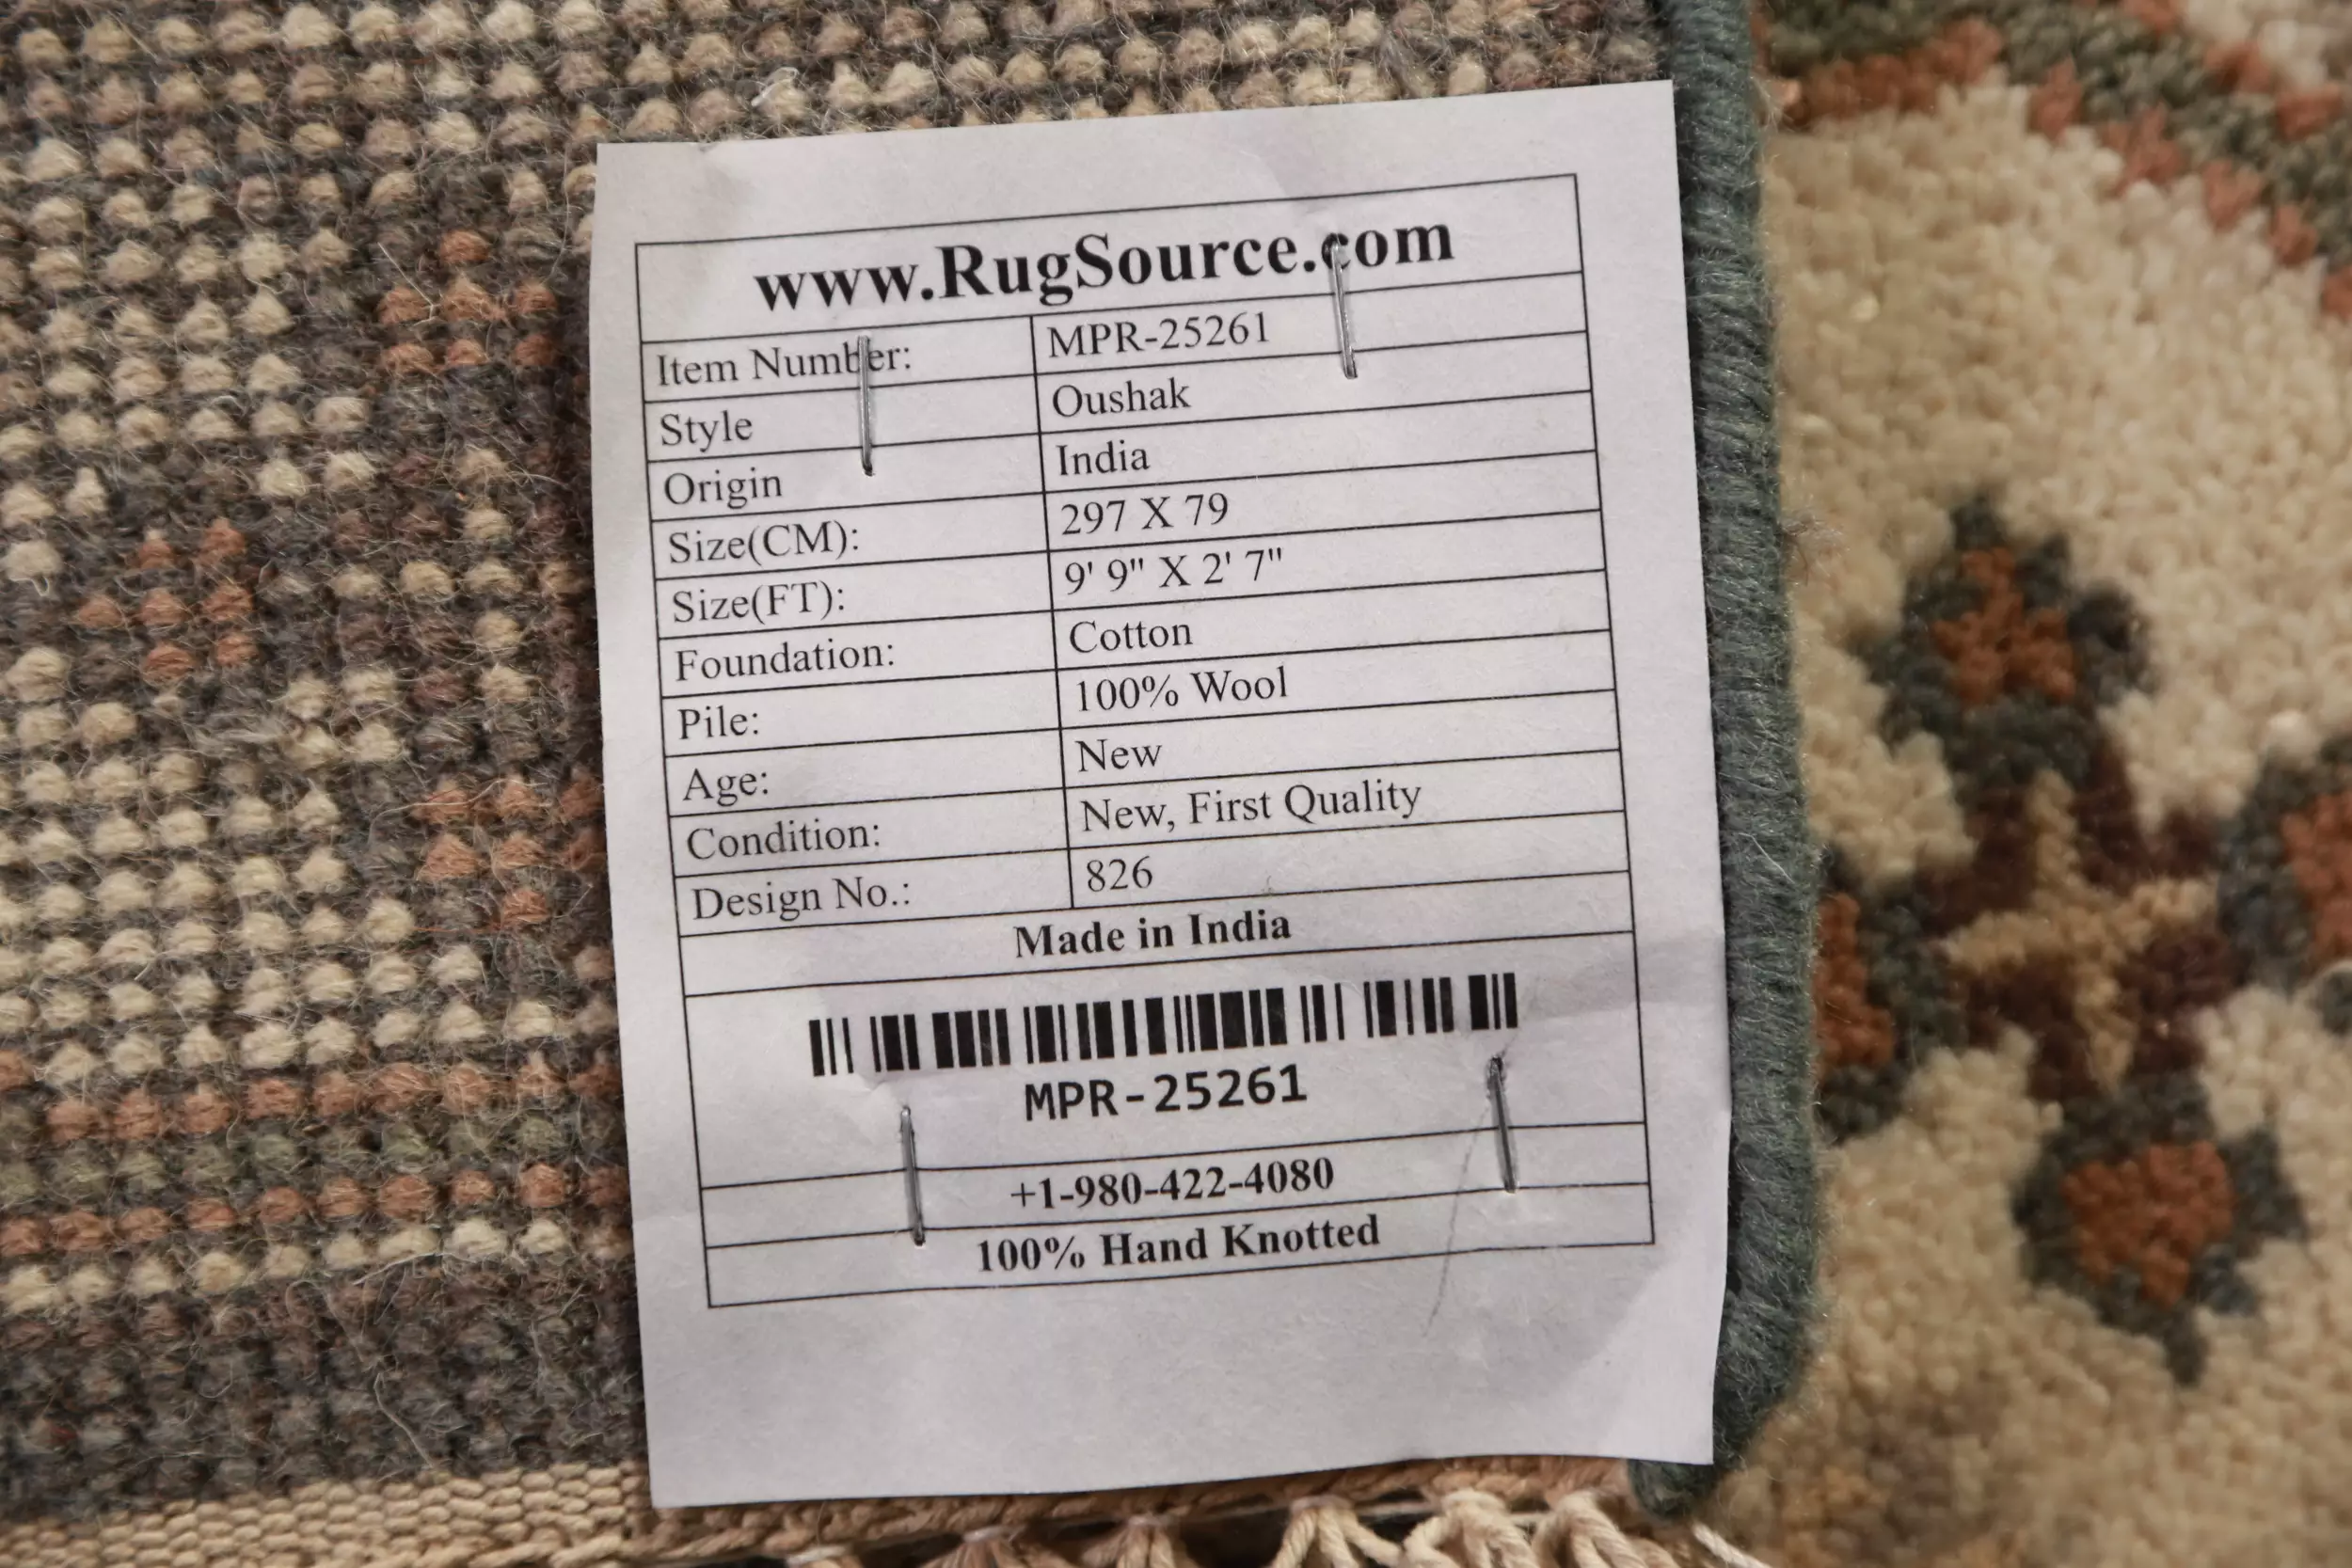 www.RugSource.com
Item Number: MPR-25261
Style Oushak
Origin India
Size(CM): 297 X 79
Size(FT): 9' 9" X 2' 7"
Foundation: Cotton
Pile: 100% Wool
Age: New
Condition: New, First Quality
Design No.: 826
Made in India
MPR-25261
+1-980-422-4080
100% Hand Knotted